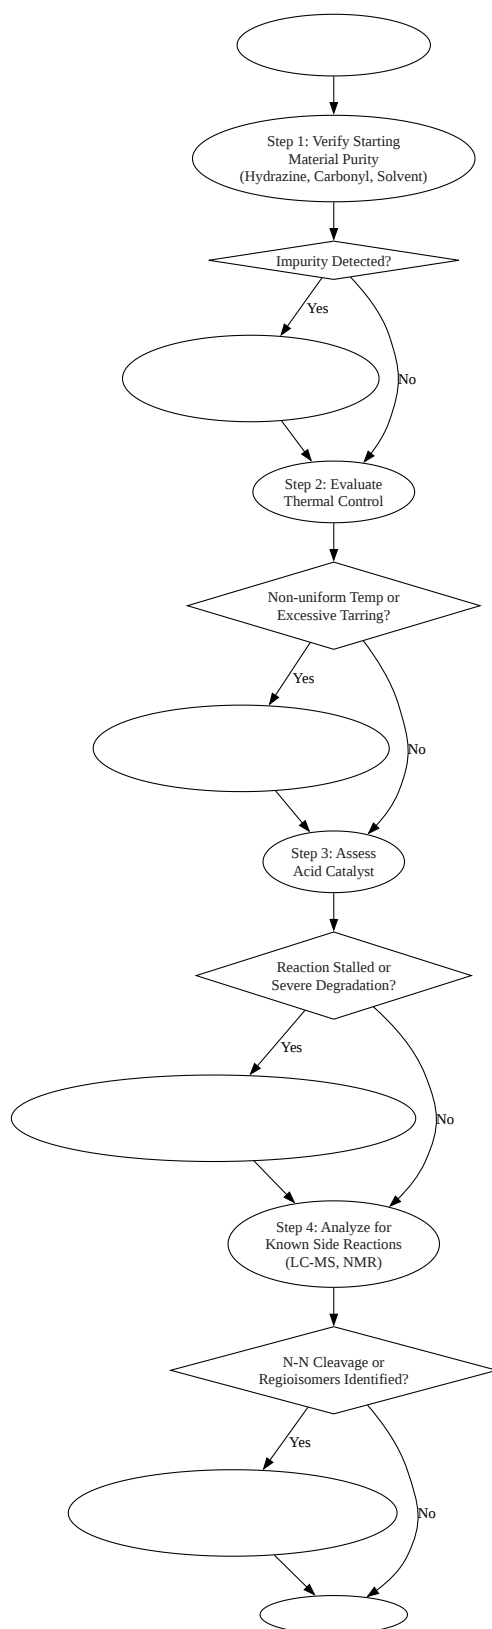 Step 1: Verify Starting
Material Purity
(Hydrazine, Carbonyl, Solvent)
Impurity Detected?
Yes
No
Step 2: Evaluate
Thermal Control
Non-uniform Temp or
Excessive Tarring?
Yes
No
Step 3: Assess
Acid Catalyst
Reaction Stalled or
Severe Degradation?
Yes
No
Step 4: Analyze for
Known Side Reactions
(LC-MS, NMR)
N-N Cleavage or
Regioisomers Identified?
Yes
No